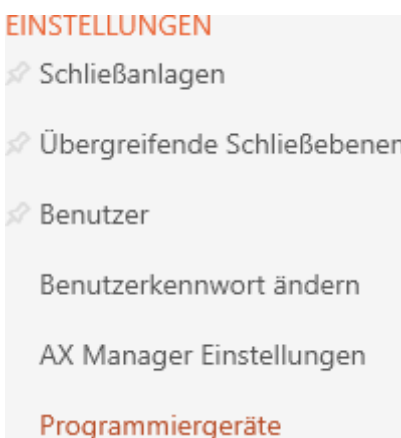 EINSTELLUNGEN
Schließanlagen
Übergreifende Schließebenen
Benutzer
Benutzerkennwort ändern
AX Manager Einstellungen
Programmiergeräte